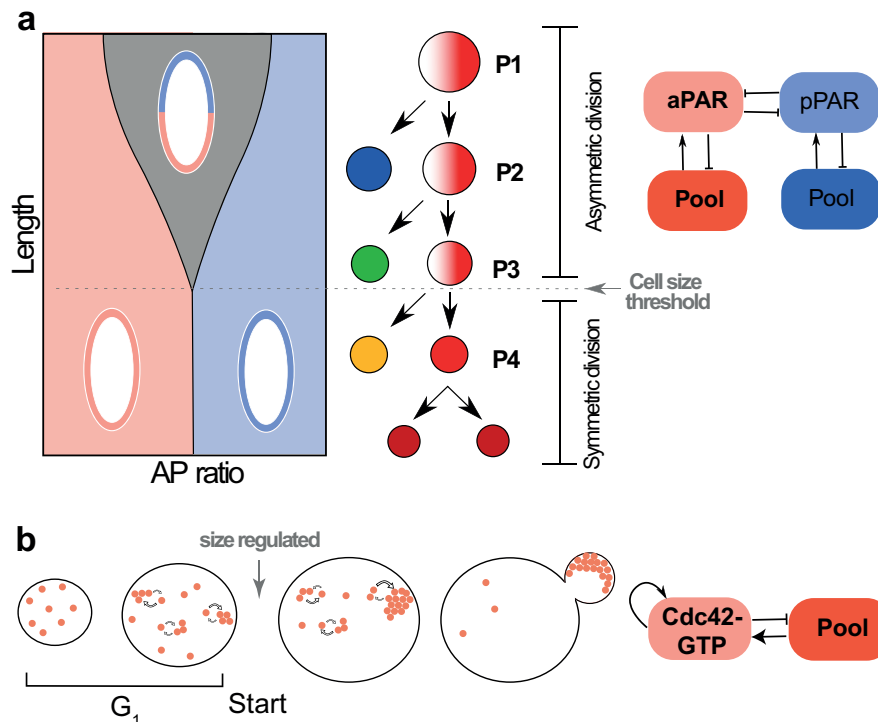 a
Length
AP ratio
P1
P2
P3
P4
Asymmetric division
Symmetric division
Cell size
threshold
aPAR
pPAR
Pool
Pool
b
size regulated
G1
Start
Cdc42-
GTP
Pool